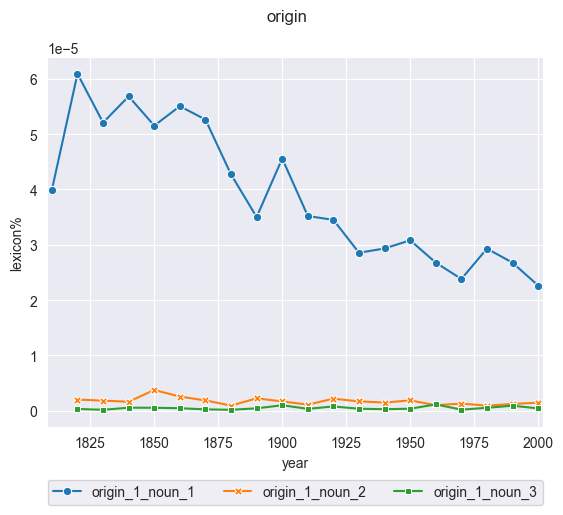 origin
1e−5
6
5
4
3
2
1
0
lexicon%
1825 1850 1875 1900 1925 1950 1975 2000
year
origin_1_noun_1 origin_1_noun_2 origin_1_noun_3